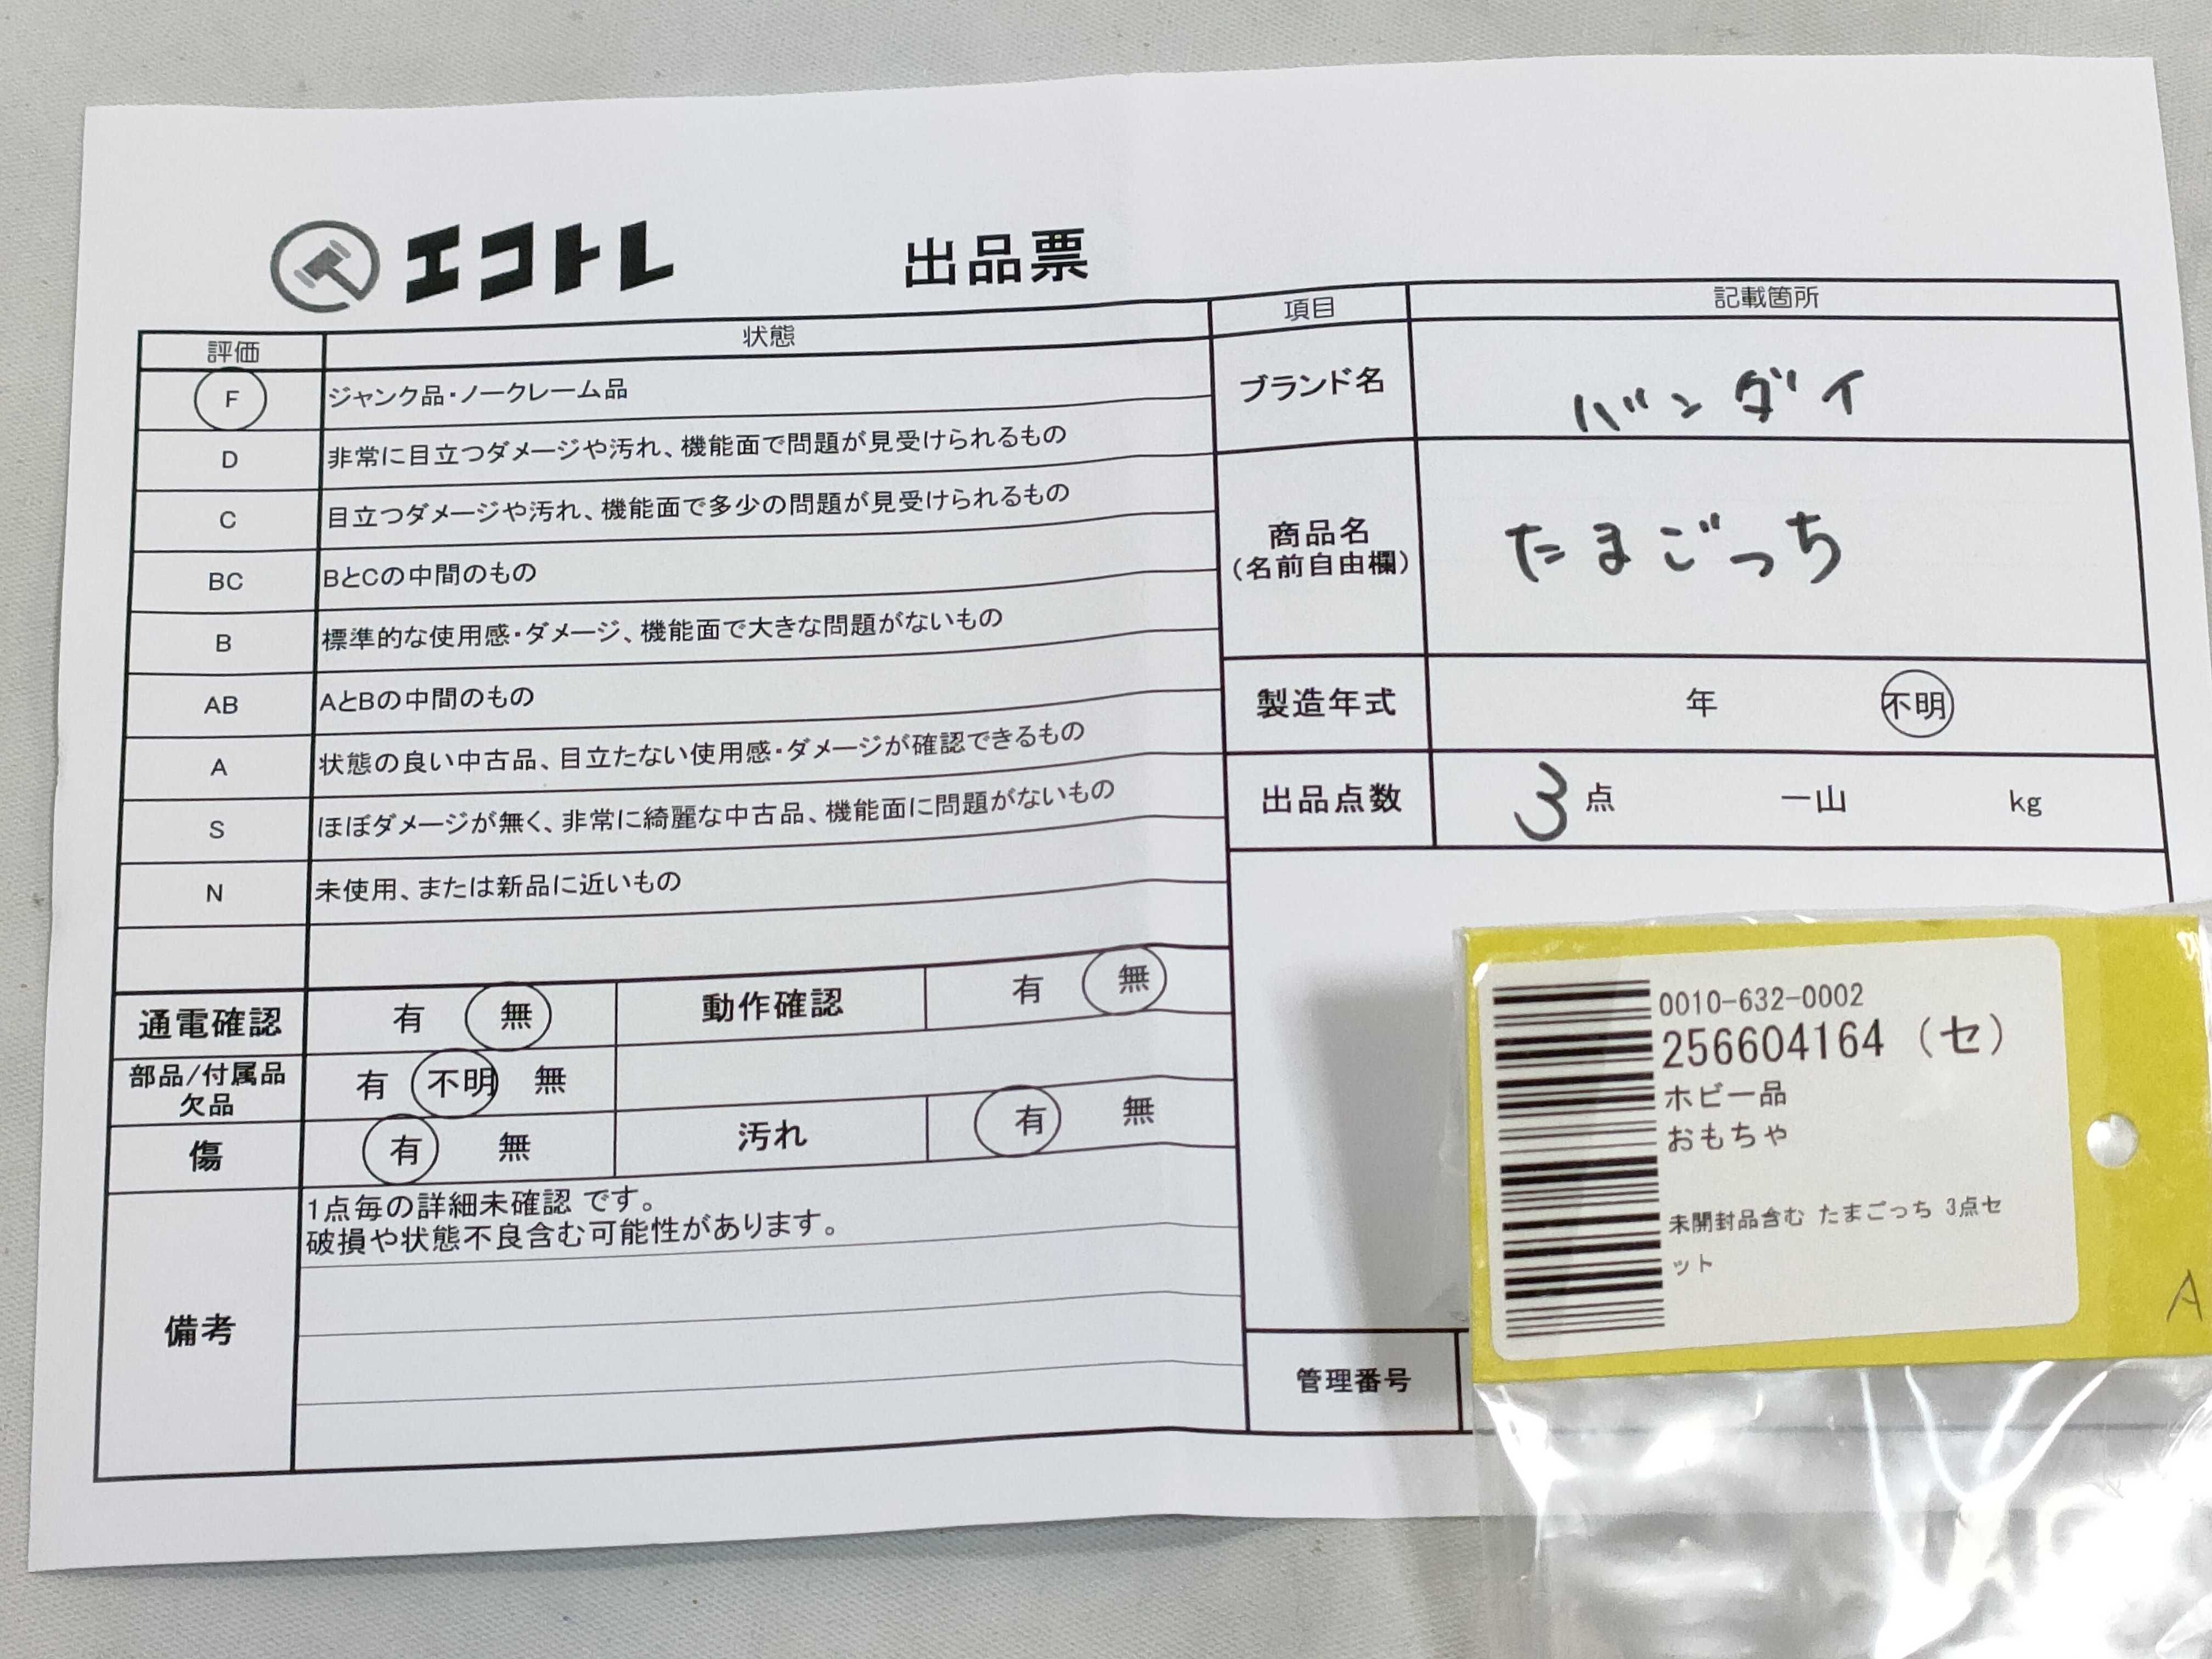 エコトレ 出品票
評価 状態
F ジャンク品・ノークレーム品
D 非常に目立つダメージや汚れ、機能面で問題が見受けられるもの
C 目立つダメージや汚れ、機能面で多少の問題が見受けられるもの
BC BとCの中間のもの
B 標準的な使用感・ダメージ、機能面で大きな問題がないもの
AB AとBの中間のもの
A 状態の良い中古品、目立たない使用感・ダメージが確認できるもの
S ほぼダメージが無く、非常に綺麗な中古品、機能面に問題がないもの
N 未使用、または新品に近いもの
通電確認 有 無 動作確認 有 無
部品/付属品
欠品 有 不明 無
傷 有 無 汚れ 有 無
備考
1点毎の詳細未確認 です。
破損や状態不良含む可能性があります。
項目 記載箇所
ブランド名 バンダイ
商品名
(名前自由欄) たまごっち
製造年式 年 不明
出品点数 3点 一山 kg
管理番号
0010-632-0002
256604164 (セ)
ホビー品
おもちゃ
未開封品含む たまごっち 3点セ
ット
A